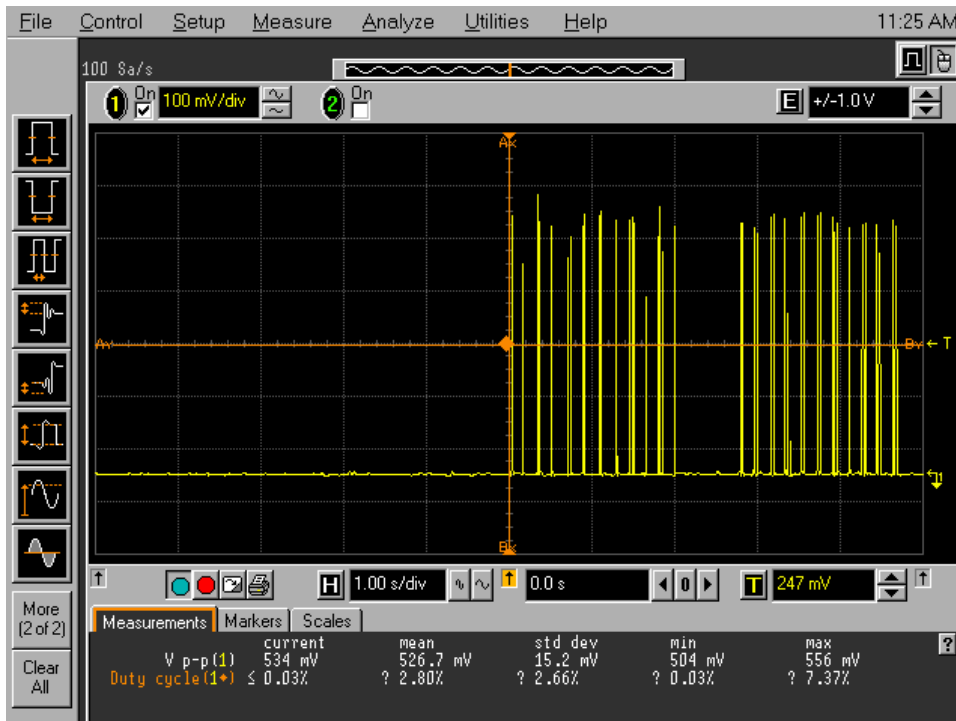 File Control Setup Measure Analyze Utilities Help 11:25 AM
100 Sa/s
1 On 100 mV/div 2 On E +/-1.0 V
Ax
Ay By T
Bx
H 1.00 s/div 0.0 s 0 T 247 mV
More
(2 of 2)
Clear
All
Measurements Markers Scales
current mean std dev min max
V p-p(1) 534 mV 526.7 mV 15.2 mV 504 mV 556 mV
Duty cycle(1) ≤ 0.03% ? 2.80% ? 2.66% ? 0.03% ? 7.37%
?